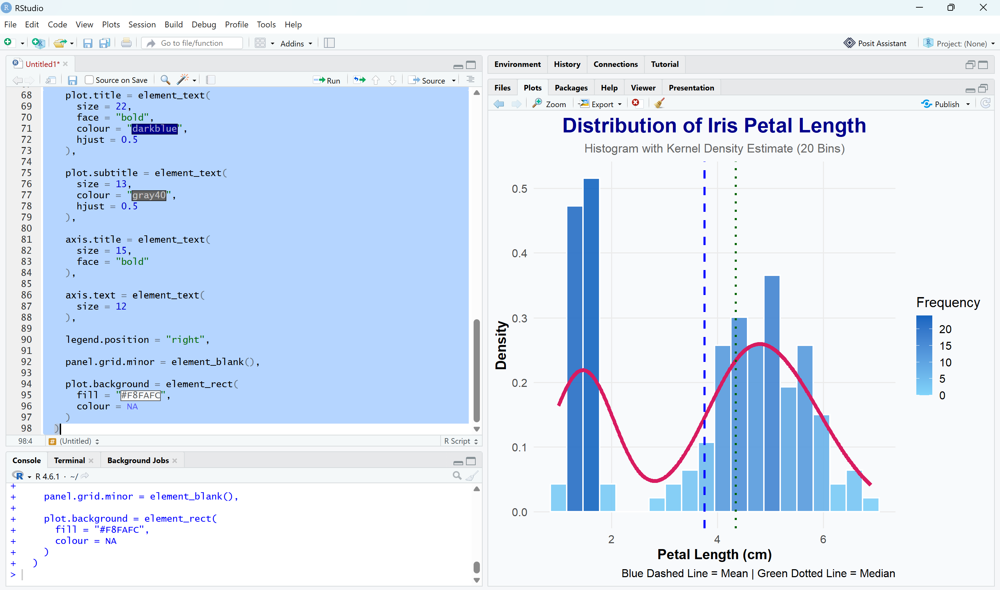 RStudio
File Edit Code View Plots Session Build Debug Profile Tools Help
Go to file/function Addins Posit Assistant Project: (None)
Untitled1*
Source on Save Run Source
68 plot.title = element_text(
69 size = 22,
70 face = "bold",
71 colour = "darkblue",
72 hjust = 0.5
73 ),
74
75 plot.subtitle = element_text(
76 size = 13,
77 colour = "gray40",
78 hjust = 0.5
79 ),
80
81 axis.title = element_text(
82 size = 15,
83 face = "bold"
84 ),
85
86 axis.text = element_text(
87 size = 12
88 ),
89
90 legend.position = "right",
91
92 panel.grid.minor = element_blank(),
93
94 plot.background = element_rect(
95 fill = "#F8FAFC",
96 colour = NA
97 )
98 )
98:4 # (Untitled) R Script
Console Terminal Background Jobs
R 4.6.1 · ~/
+
+ panel.grid.minor = element_blank(),
+
+ plot.background = element_rect(
+ fill = "#F8FAFC",
+ colour = NA
+ )
+ )
>
Environment History Connections Tutorial
Files Plots Packages Help Viewer Presentation
Zoom Export Publish
Distribution of Iris Petal Length
Histogram with Kernel Density Estimate (20 Bins)
0.5
0.4
0.3
0.2
0.1
0.0
Density
2 4 6
Petal Length (cm)
Blue Dashed Line = Mean | Green Dotted Line = Median
Frequency
20
15
10
5
0